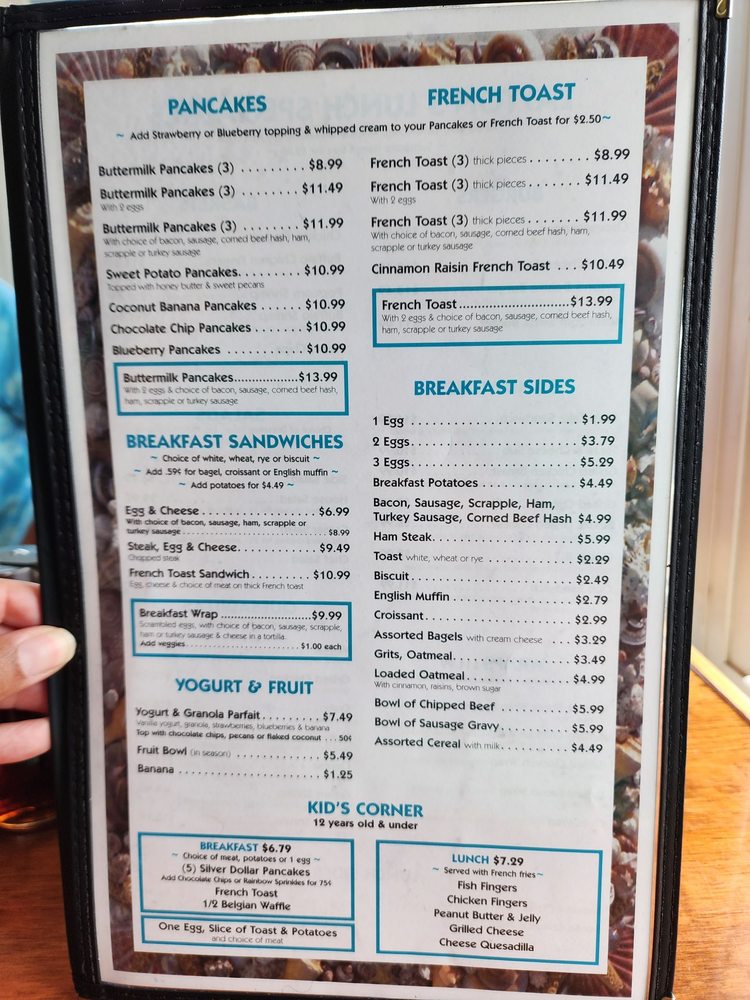 PANCAKES
FRENCH TOAST
~ Add Strawberry or Blueberry topping & whipped cream to your Pancakes or French Toast for $2.50~
Buttermilk Pancakes (3) ......... $8.99
Buttermilk Pancakes (3) ......... $11.49
With 2 eggs
Buttermilk Pancakes (3) ......... $11.99
With choice of bacon, sausage, corned beef hash, ham,
scrapple or turkey sausage
Sweet Potato Pancakes......... $10.99
Topped with honey butter & sweet pecans
Coconut Banana Pancakes ...... $10.99
Chocolate Chip Pancakes ....... $10.99
Blueberry Pancakes ........... $10.99
Buttermilk Pancakes..................$13.99
With 2 eggs & choice of bacon, sausage, corned beef hash,
ham, scrapple or turkey sausage
BREAKFAST SANDWICHES
~ Choice of white, wheat, rye or biscuit ~
~ Add .59¢ for bagel, croissant or English muffin ~
~ Add potatoes for $4.49 ~
Egg & Cheese ................ $6.99
With choice of bacon, sausage, ham, scrapple or
turkey sausage ........................................ $8.99
Steak, Egg & Cheese........... $9.49
Chopped steak
French Toast Sandwich ........ $10.99
Egg, cheese & choice of meat on thick French toast
Breakfast Wrap ..........................$9.99
Scrambled eggs, with choice of bacon, sausage, scrapple,
ham or turkey sausage & cheese in a tortilla.
Add veggies ................................ $1.00 each
YOGURT & FRUIT
Yogurt & Granola Parfait......... $7.49
Vanilla yogurt, granola, strawberries, blueberries & banana
Top with chocolate chips, pecans or flaked coconut ... 50¢
Fruit Bowl (in season) ............. $5.49
Banana ..................... $1.25
French Toast (3) thick pieces ........ $8.99
French Toast (3) thick pieces ....... $11.49
With 2 eggs
French Toast (3) thick pieces ....... $11.99
With choice of bacon, sausage, corned beef hash, ham,
scrapple or turkey sausage
Cinnamon Raisin French Toast ... $10.49
French Toast............................$13.99
With 2 eggs & choice of bacon, sausage, corned beef hash,
ham, scrapple or turkey sausage
BREAKFAST SIDES
1 Egg ........................ $1.99
2 Eggs........................ $3.79
3 Eggs........................ $5.29
Breakfast Potatoes .............. $4.49
Bacon, Sausage, Scrapple, Ham,
Turkey Sausage, Corned Beef Hash $4.99
Ham Steak..................... $5.99
Toast white, wheat or rye ............. $2.29
Biscuit........................ $2.49
English Muffin .................. $2.79
Croissant...................... $2.99
Assorted Bagels with cream cheese .... $3.29
Grits, Oatmeal.................. $3.49
Loaded Oatmeal................ $4.99
With cinnamon, raisins, brown sugar
Bowl of Chipped Beef ........... $5.99
Bowl of Sausage Gravy........... $5.99
Assorted Cereal with milk........... $4.49
KID'S CORNER
12 years old & under
BREAKFAST $6.79
~ Choice of meat, potatoes or 1 egg ~
(5) Silver Dollar Pancakes
Add Chocolate Chips or Rainbow Sprinkles for 75¢
French Toast
1/2 Belgian Waffle
One Egg, Slice of Toast & Potatoes
and choice of meat
LUNCH $7.29
~ Served with French fries~
Fish Fingers
Chicken Fingers
Peanut Butter & Jelly
Grilled Cheese
Cheese Quesadilla